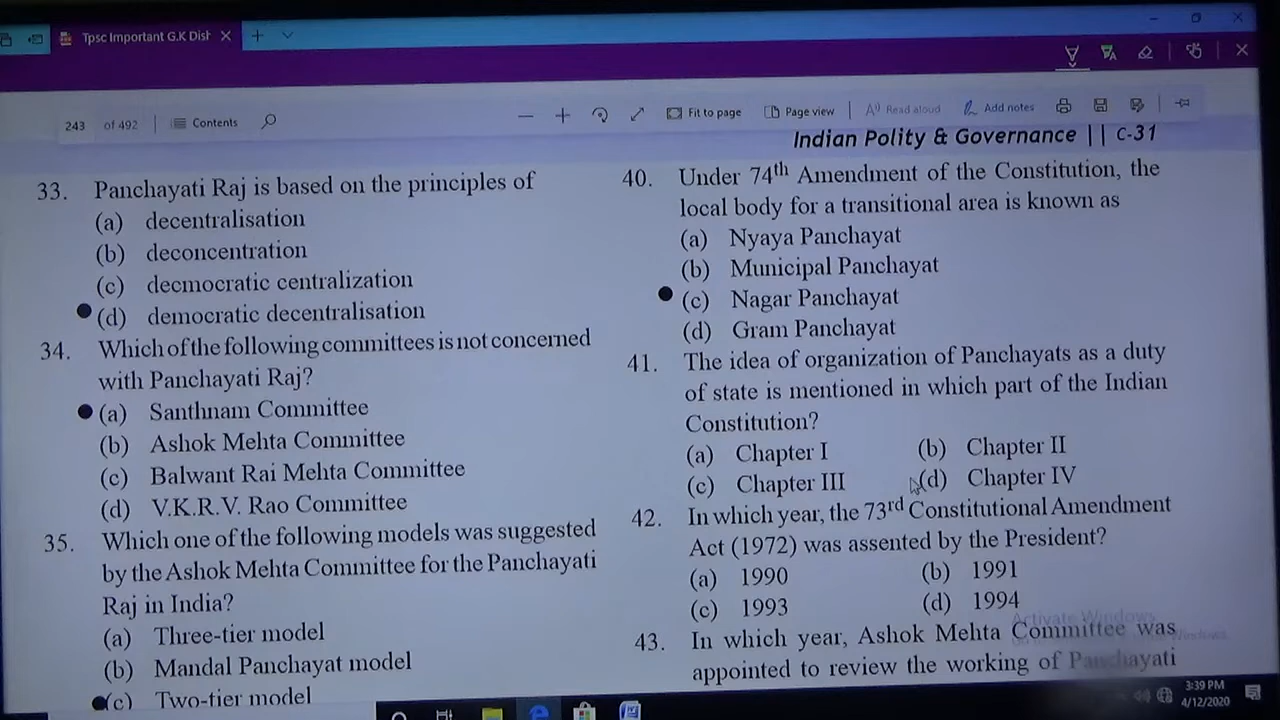 Tpsc Important G.K Dist
243 of 492
Contents
Fit to page
Page view
Read aloud
Add notes
Indian Polity & Governance || C-31
33. Panchayati Raj is based on the principles of
(a) decentralisation
(b) deconcentration
(c) decmocratic centralization
(d) democratic decentralisation
34. Which of the following committees is not concerned
with Panchayati Raj?
(a) Santhnam Committee
(b) Ashok Mehta Committee
(c) Balwant Rai Mehta Committee
(d) V.K.R.V. Rao Committee
35. Which one of the following models was suggested
by the Ashok Mehta Committee for the Panchayati
Raj in India?
(a) Three-tier model
(b) Mandal Panchayat model
(c) Two-tier model
40. Under 74th Amendment of the Constitution, the
local body for a transitional area is known as
(a) Nyaya Panchayat
(b) Municipal Panchayat
(c) Nagar Panchayat
(d) Gram Panchayat
41. The idea of organization of Panchayats as a duty
of state is mentioned in which part of the Indian
Constitution?
(a) Chapter I (b) Chapter II
(c) Chapter III (d) Chapter IV
42. In which year, the 73rd Constitutional Amendment
Act (1972) was assented by the President?
(a) 1990 (b) 1991
(c) 1993 (d) 1994
Activate Windows
43. In which year, Ashok Mehta Committee was
appointed to review the working of Panchayati
3:39 PM
4/12/2020